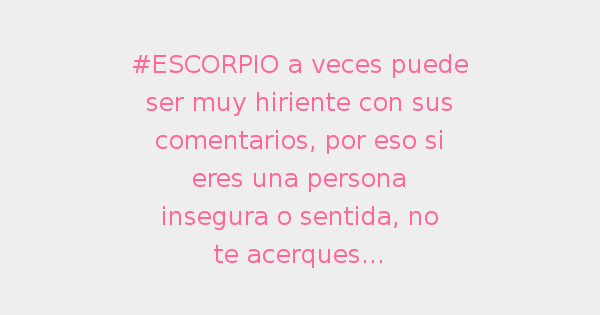 #ESCORPIO a veces puede
ser muy hiriente con sus
comentarios, por eso si
eres una persona
insegura o sentida, no
te acerques...